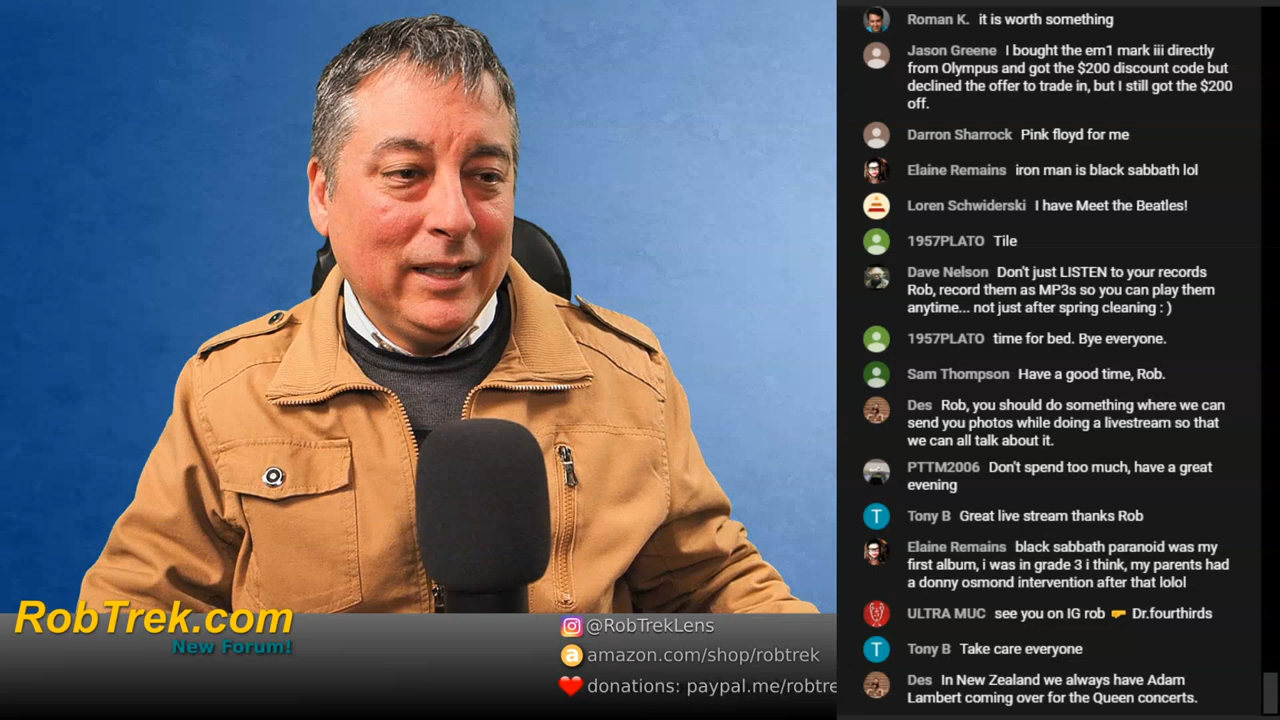 RobTrek.com
New Forum!
@RobTrekLens
a amazon.com/shop/robtrek
donations: paypal.me/robtre
Roman K. it is worth something
Jason Greene I bought the em1 mark iii directly
from Olympus and got the $200 discount code but
declined the offer to trade in, but I still got the $200
off.
Darron Sharrock Pink floyd for me
Elaine Remains iron man is black sabbath lol
Loren Schwiderski I have Meet the Beatles!
1957PLATO Tile
Dave Nelson Don't just LISTEN to your records
Rob, record them as MP3s so you can play them
anytime... not just after spring cleaning : )
1957PLATO time for bed. Bye everyone.
Sam Thompson Have a good time, Rob.
Des Rob, you should do something where we can
send you photos while doing a livestream so that
we can all talk about it.
PTTM2006 Don't spend too much, have a great
evening
T Tony B Great live stream thanks Rob
Elaine Remains black sabbath paranoid was my
first album, i was in grade 3 i think, my parents had
a donny osmond intervention after that lolol
ULTRA MUC see you on IG rob 🤛 Dr.fourthirds
T Tony B Take care everyone
Des In New Zealand we always have Adam
Lambert coming over for the Queen concerts.